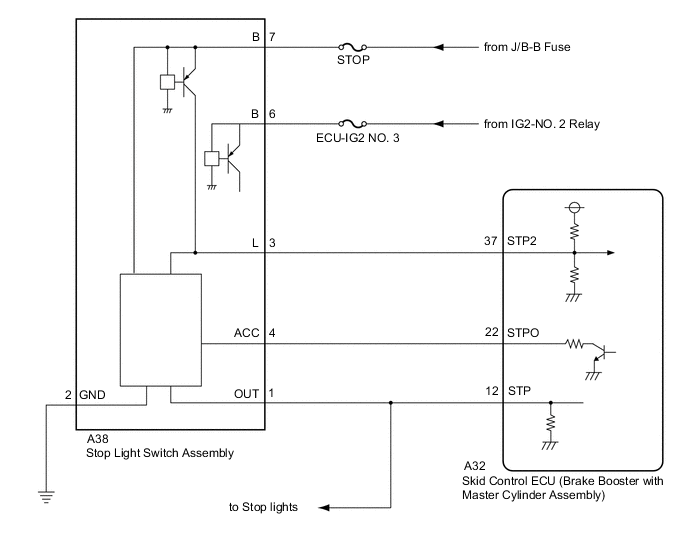 B 7
from J/B-B Fuse
STOP
B 6
from IG2-NO. 2 Relay
ECU-IG2 NO. 3
L 3
37 STP2
ACC 4
22 STPO
2 GND
OUT 1
12 STP
A38
Stop Light Switch Assembly
A32
Skid Control ECU (Brake Booster with
Master Cylinder Assembly)
to Stop lights